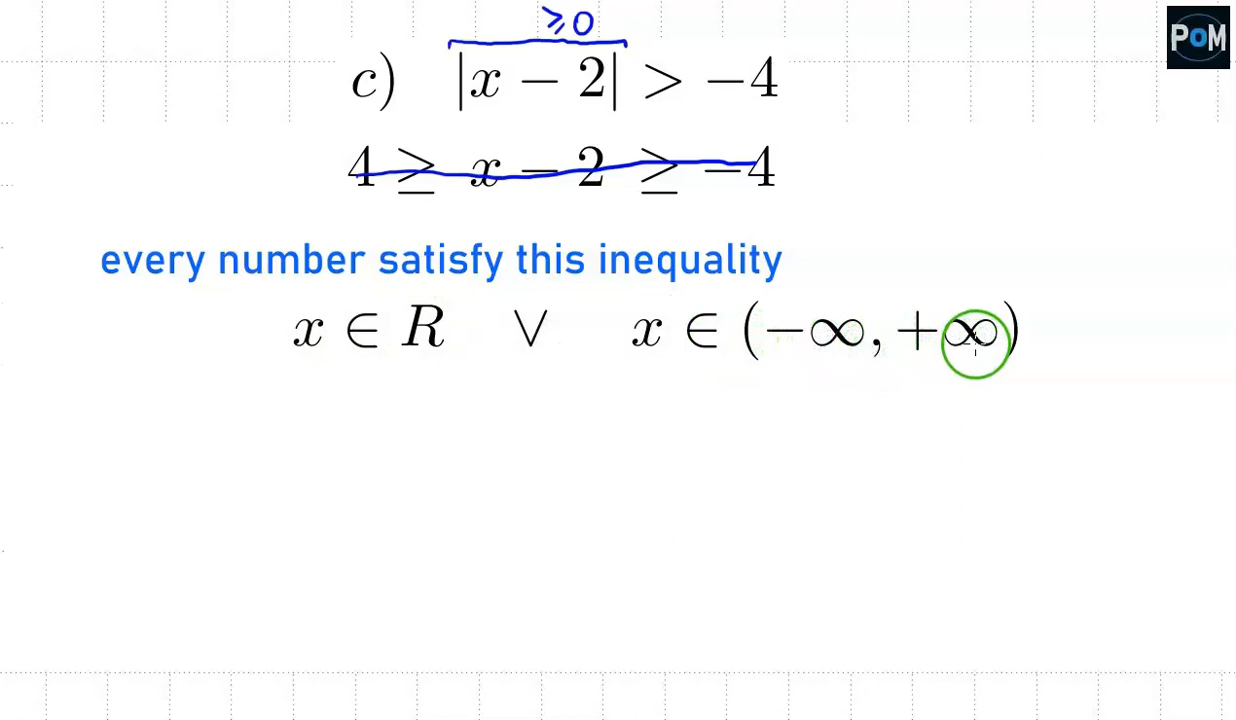 PoM
≥0
c) |x − 2| > −4
4 ≥ x − 2 ≥ −4
every number satisfy this inequality
x ∈ R ∨ x ∈ (−∞, +∞)